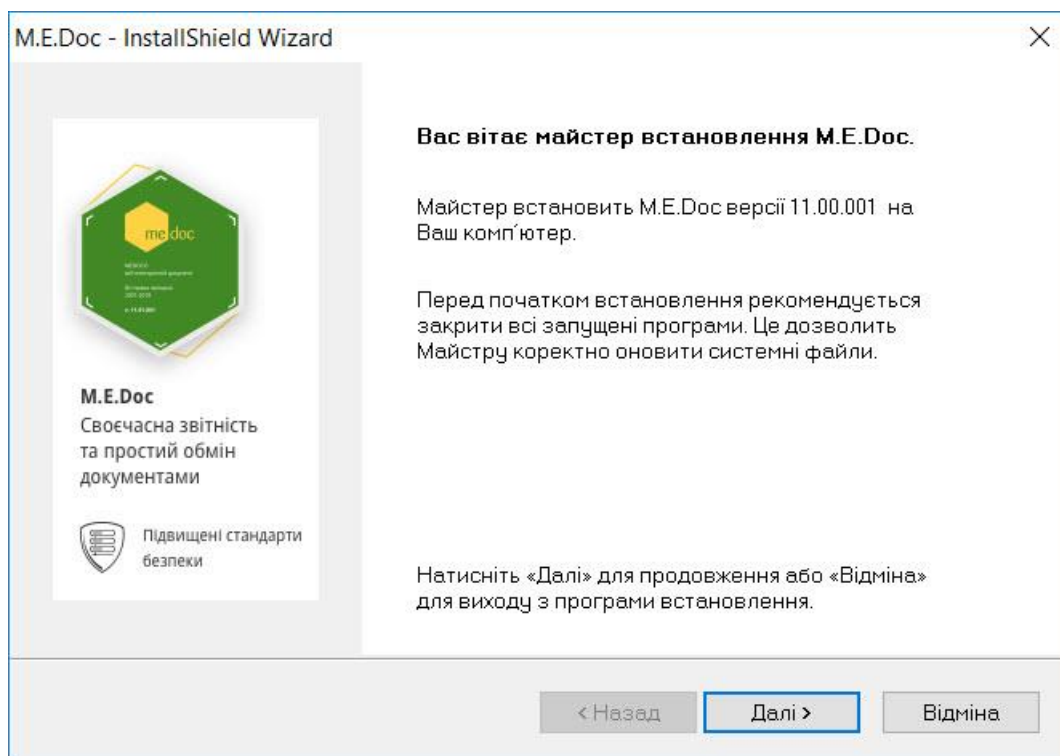 M.E.Doc - InstallShield Wizard
Вас вітає майстер встановлення M.E.Doc.
Майстер встановить M.E.Doc версії 11.00.001 на
Ваш комп´ютер.
Перед початком встановлення рекомендується
закрити всі запущені програми. Це дозволить
Майстру коректно оновити системні файли.
me doc
M.E.Doc
Своєчасна звітність
та простий обмін
документами
Підвищені стандарти
безпеки
Натисніть «Далі» для продовження або «Відміна»
для виходу з програми встановлення.
< Назад
Далі >
Відміна